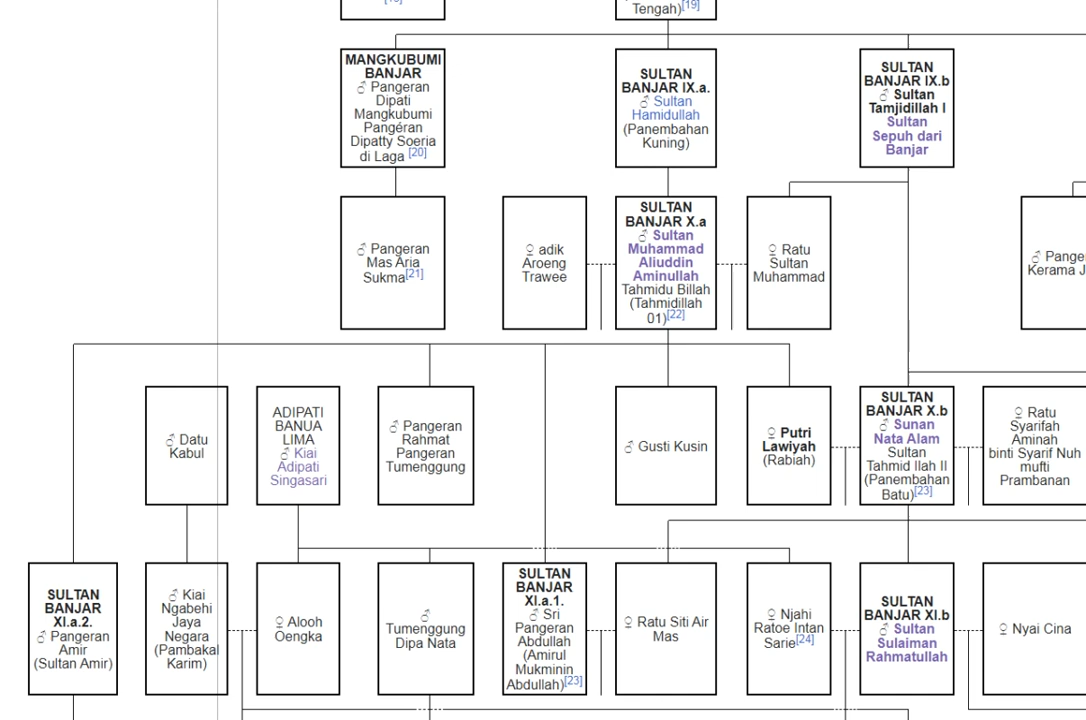 [18]
Tengah)[19]
MANGKUBUMI
BANJAR
♂ Pangeran
Dipati
Mangkubumi
Pangéran
Dipatty Soeria
di Laga [20]
SULTAN
BANJAR IX.a.
♂ Sultan
Hamidullah
(Panembahan
Kuning)
SULTAN
BANJAR IX.b
♂ Sultan
Tamjidillah I
Sultan
Sepuh dari
Banjar
♂ Pangeran
Mas Aria
Sukma[21]
♀ adik
Aroeng
Trawee
SULTAN
BANJAR X.a
♂ Sultan
Muhammad
Aliuddin
Aminullah
Tahmidu Billah
(Tahmidillah
01)[22]
♀ Ratu
Sultan
Muhammad
♂ Pange
Kerama J
♂ Datu
Kabul
ADIPATI
BANUA
LIMA
♂ Kiai
Adipati
Singasari
♂ Pangeran
Rahmat
Pangeran
Tumenggung
♂ Gusti Kusin
♀ Putri
Lawiyah
(Rabiah)
SULTAN
BANJAR X.b
♂ Sunan
Nata Alam
Sultan
Tahmid Ilah II
(Panembahan
Batu)[23]
♀ Ratu
Syarifah
Aminah
binti Syarif Nuh
mufti
Prambanan
SULTAN
BANJAR
XI.a.2.
♂ Pangeran
Amir
(Sultan Amir)
♂ Kiai
Ngabehi
Jaya
Negara
(Pambakal
Karim)
♀ Alooh
Oengka
♂
Tumenggung
Dipa Nata
SULTAN
BANJAR
XI.a.1.
♂ Sri
Pangeran
Abdullah
(Amirul
Mukminin
Abdullah)[23]
♀ Ratu Siti Air
Mas
♀ Njahi
Ratoe Intan
Sarie[24]
SULTAN
BANJAR XI.b
♂ Sultan
Sulaiman
Rahmatullah
♀ Nyai Cina